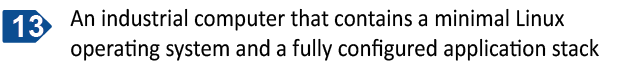 13 An industrial computer that contains a minimal Linux
operating system and a fully configured application stack